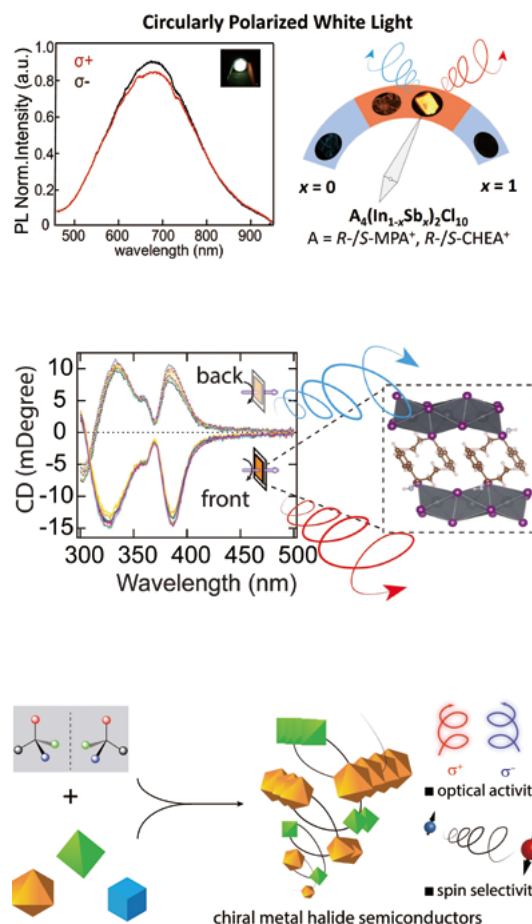 Circularly Polarized White Light
PL Norm.Intensity (a.u.)
1.0
0.8
0.6
0.4
0.2
0
σ+
σ-
500 600 700 800 900
wavelength (nm)
x = 0
x = 1
A₄(In₁₋ₓSbₓ)₂Cl₁₀
A = R-/S-MPA⁺, R-/S-CHEA⁺
CD (mDegree)
10
5
0
-5
-10
-15
back
front
300 350 400 450 500
Wavelength (nm)
+
σ⁺
σ⁻
■ optical activit
■ spin selectivit
chiral metal halide semiconductors